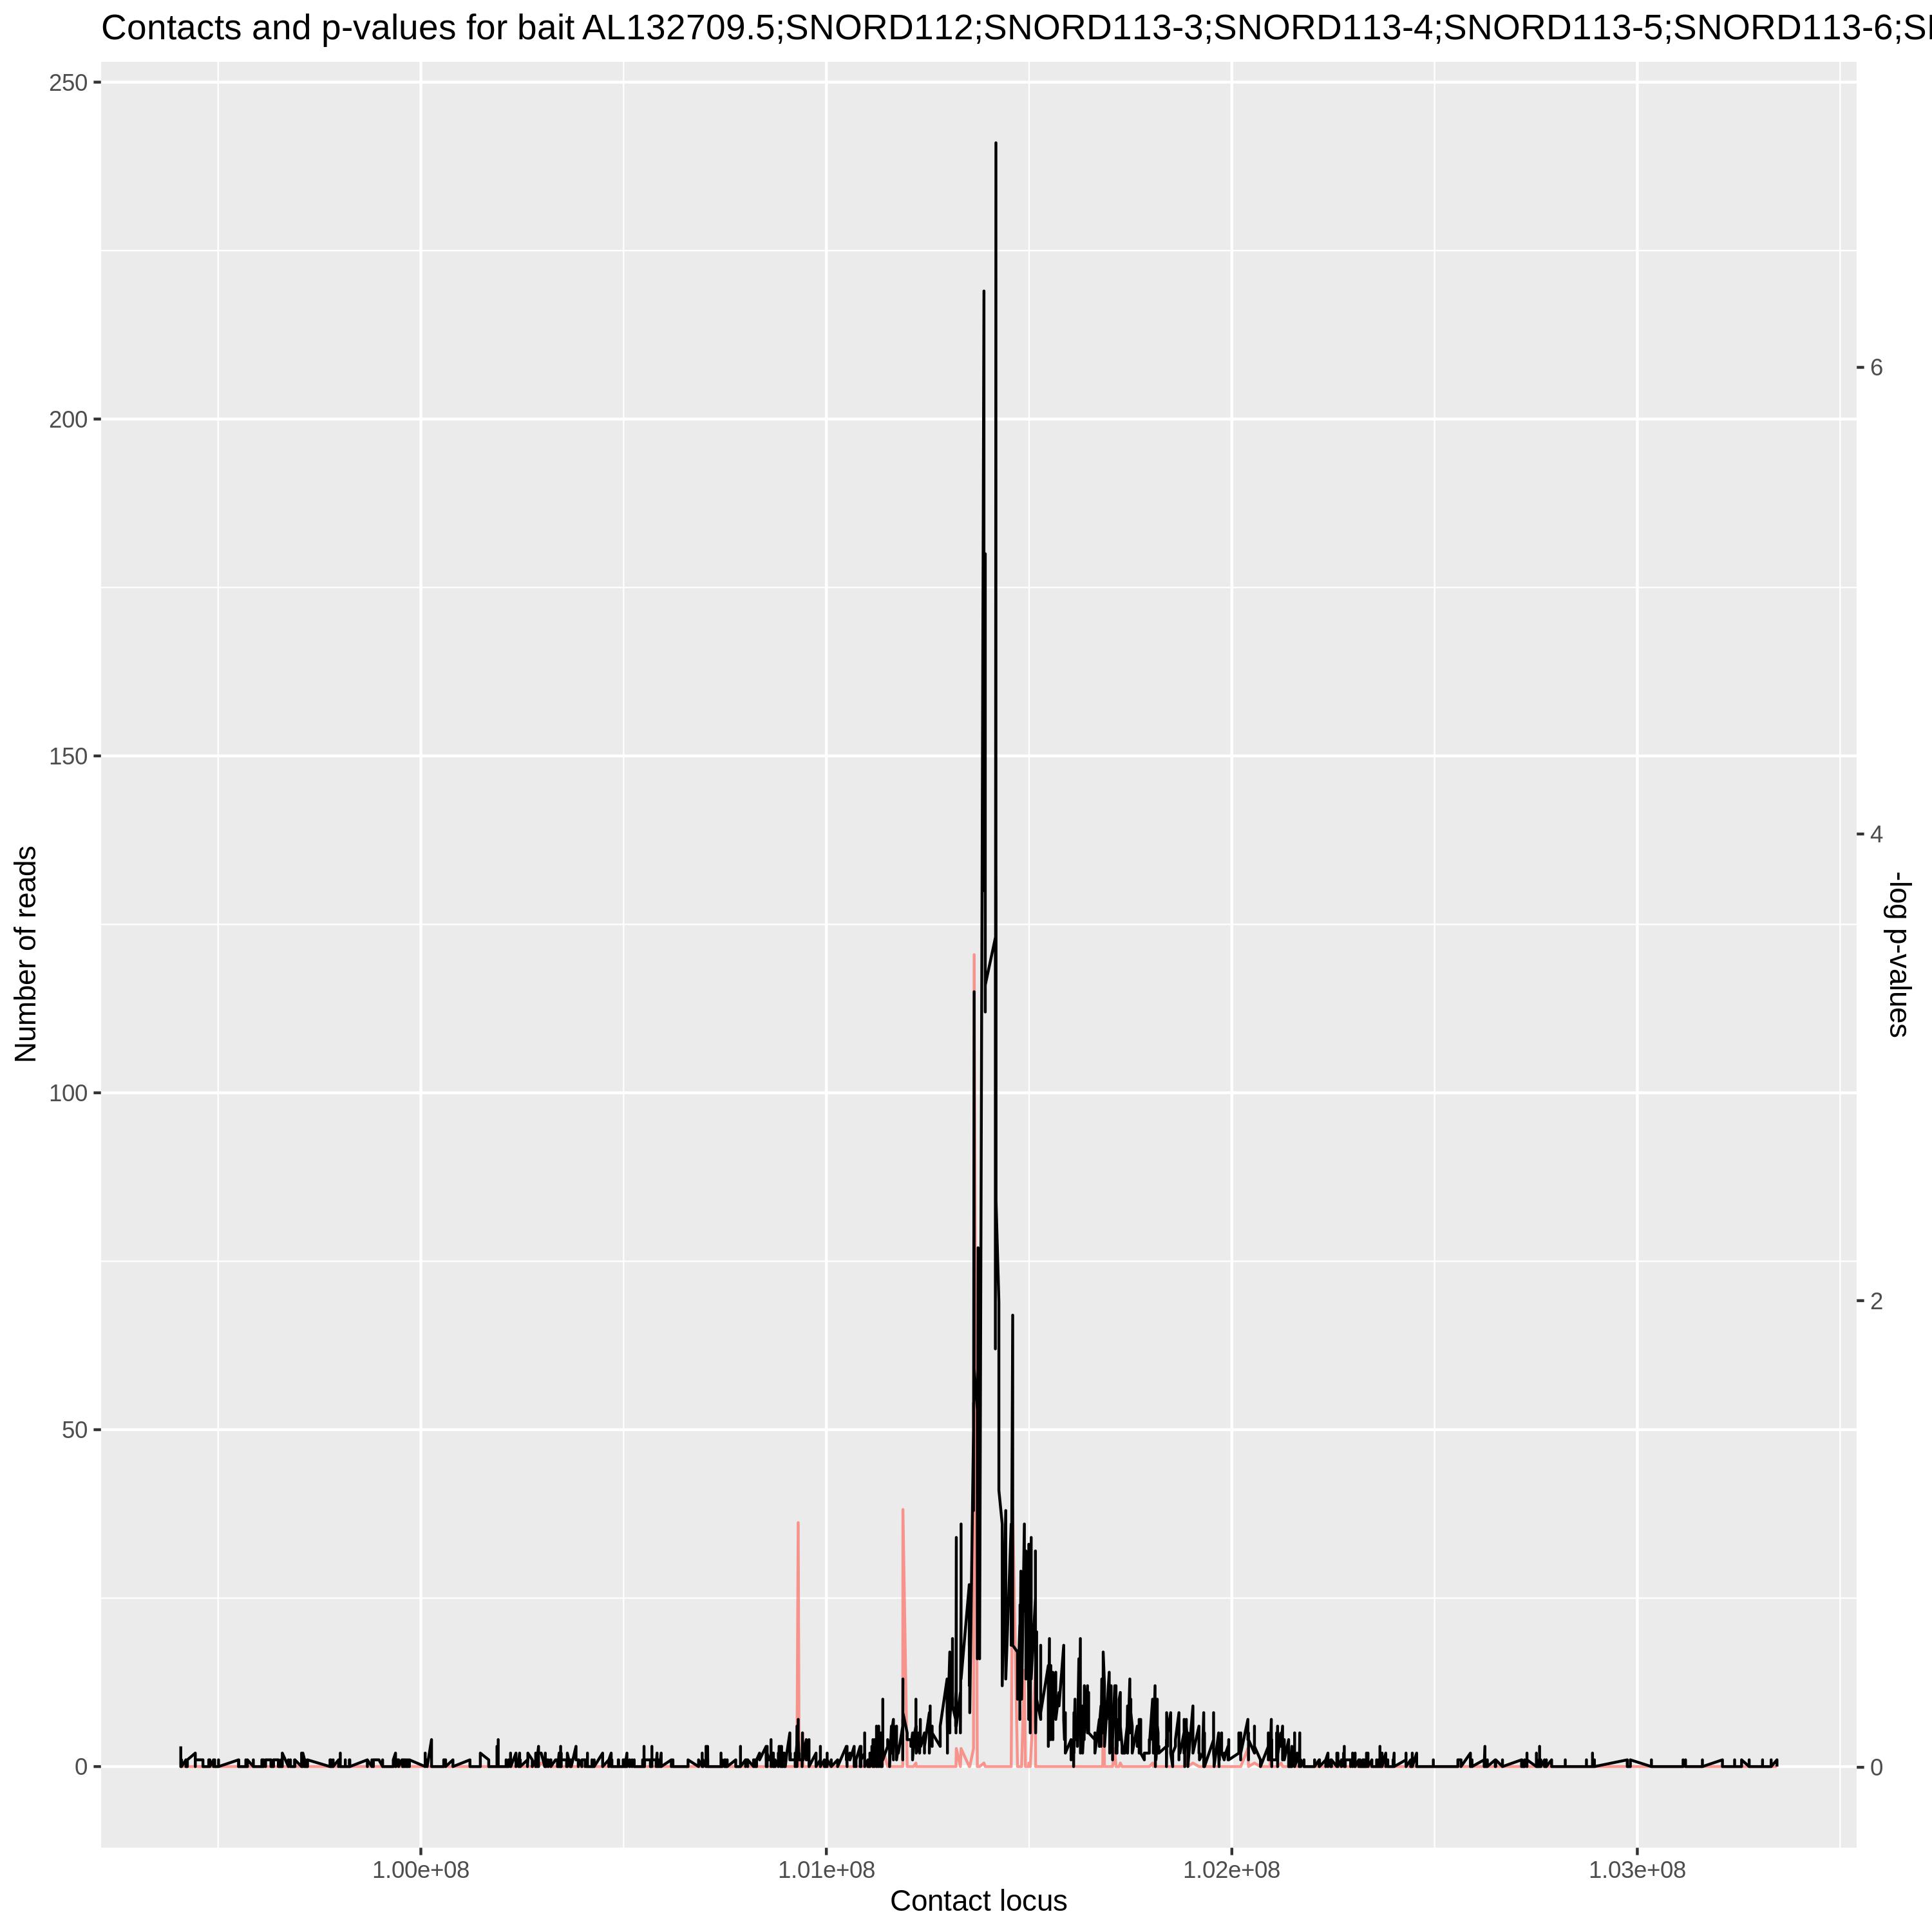 Contacts and p-values for bait AL132709.5;SNORD112;SNORD113-3;SNORD113-4;SNORD113-5;SNORD113-6;SI
250
200
150
100
50
0
Number of reads
6
4
2
0
-log p-values
1.00e+08
1.01e+08
1.02e+08
1.03e+08
Contact locus